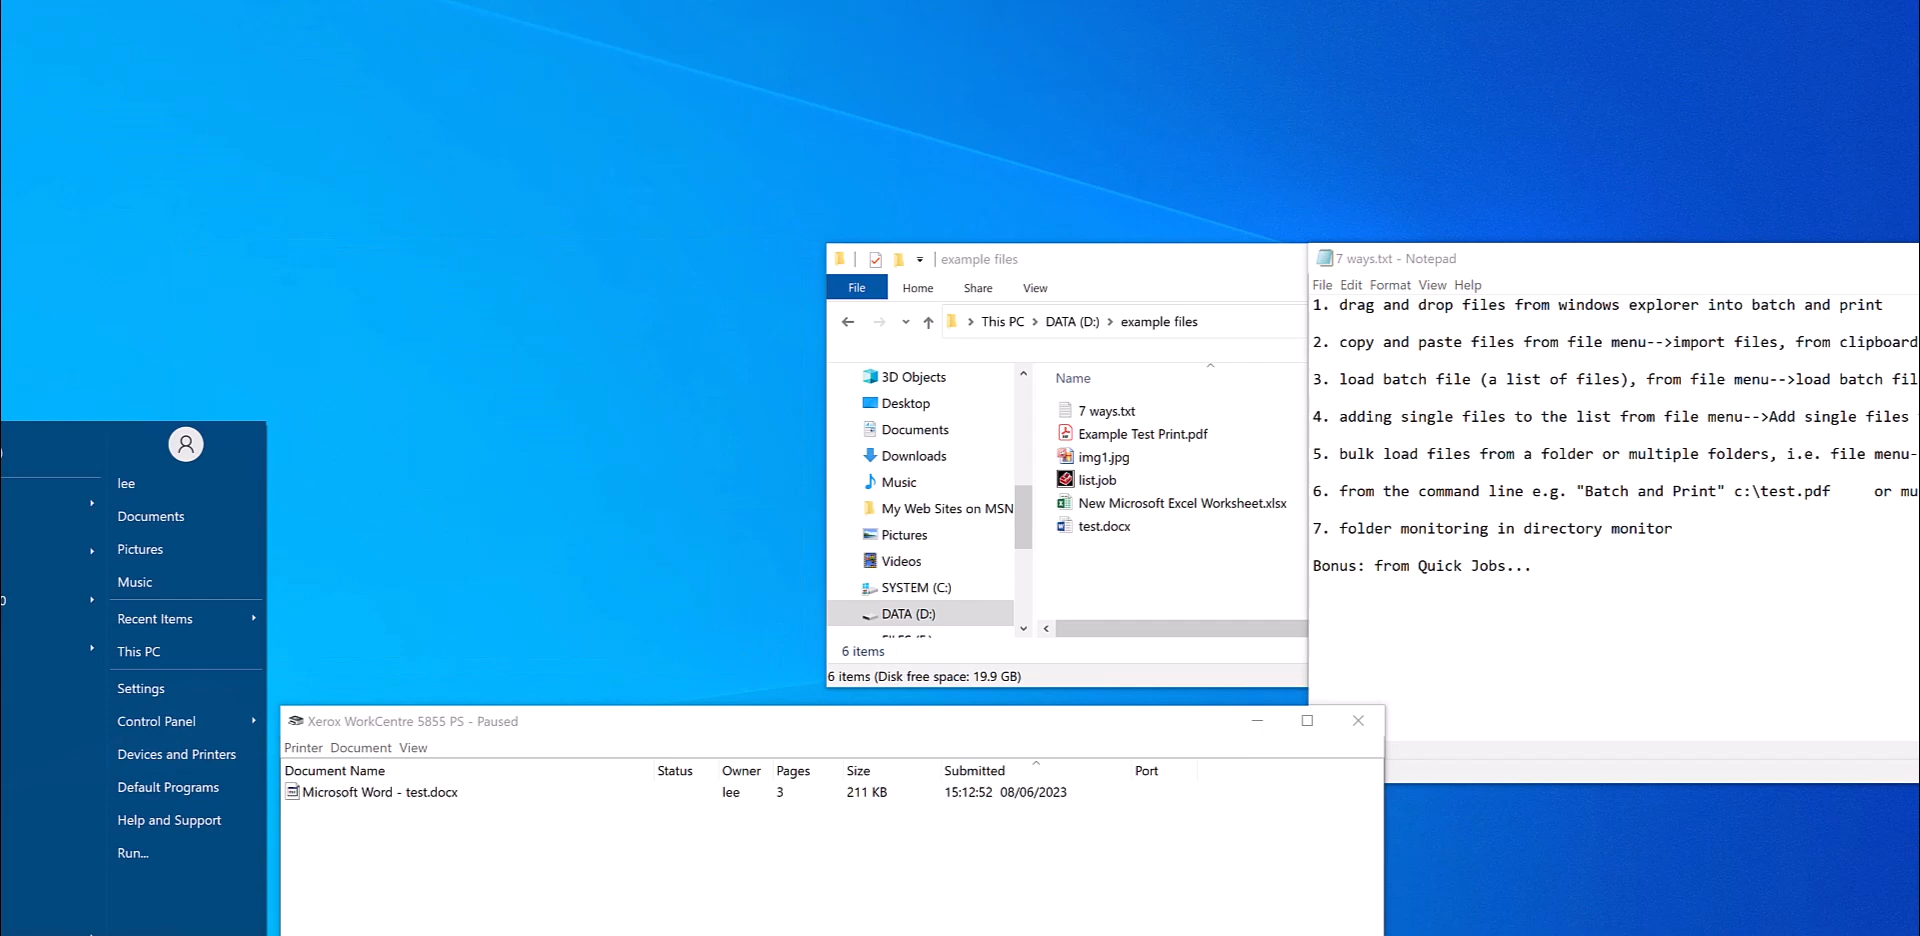 example files
File Home Share View
This PC > DATA (D:) > example files
3D Objects
Desktop
Documents
Downloads
Music
My Web Sites on MSN
Pictures
Videos
SYSTEM (C:)
DATA (D:)
Name
7 ways.txt
Example Test Print.pdf
img1.jpg
list.job
New Microsoft Excel Worksheet.xlsx
test.docx
6 items
6 items (Disk free space: 19.9 GB)
7 ways.txt - Notepad
File Edit Format View Help
1. drag and drop files from windows explorer into batch and print
2. copy and paste files from file menu-->import files, from clipboard
3. load batch file (a list of files), from file menu-->load batch fil
4. adding single files to the list from file menu-->Add single files
5. bulk load files from a folder or multiple folders, i.e. file menu-
6. from the command line e.g. "Batch and Print" c:\test.pdf or mu
7. folder monitoring in directory monitor
Bonus: from Quick Jobs...
lee
Documents
Pictures
Music
Recent Items
This PC
Settings
Control Panel
Devices and Printers
Default Programs
Help and Support
Run...
Xerox WorkCentre 5855 PS - Paused
Printer Document View
Document Name Status Owner Pages Size Submitted Port
Microsoft Word - test.docx lee 3 211 KB 15:12:52 08/06/2023